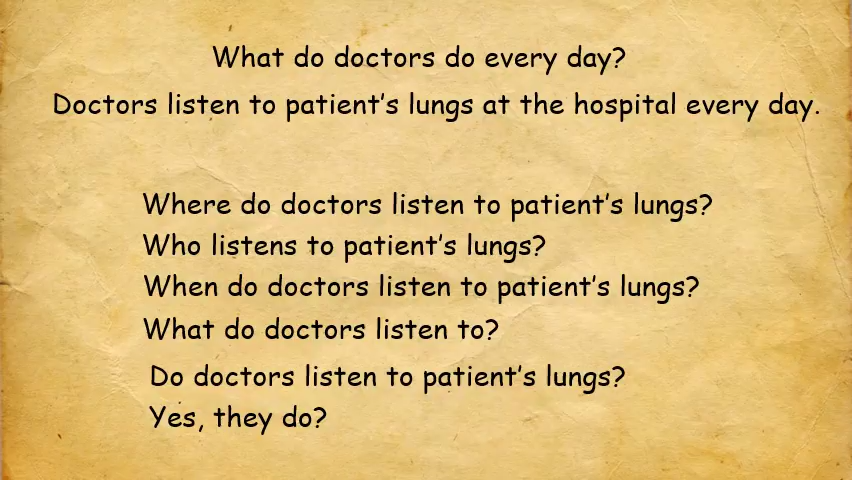 What do doctors do every day?
Doctors listen to patient's lungs at the hospital every day.
Where do doctors listen to patient's lungs?
Who listens to patient's lungs?
When do doctors listen to patient's lungs?
What do doctors listen to?
Do doctors listen to patient's lungs?
Yes, they do?